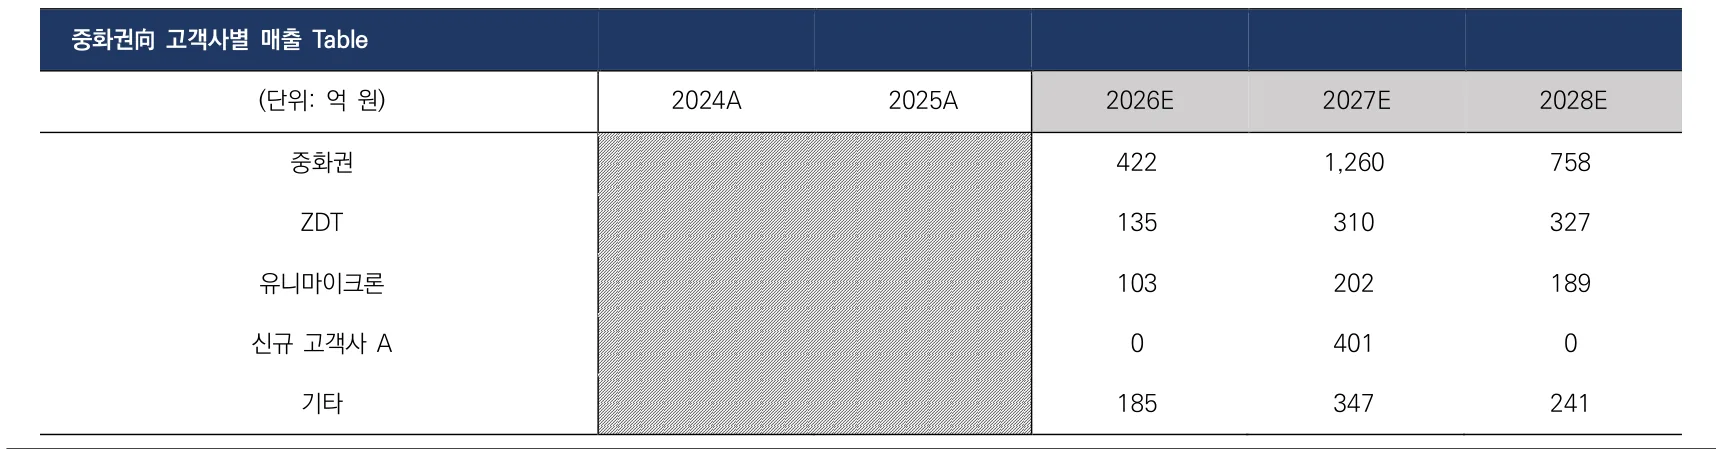 중화권向 고객사별 매출 Table
(단위: 억 원) 2024A 2025A 2026E 2027E 2028E
중화권 422 1,260 758
ZDT 135 310 327
유니마이크론 103 202 189
신규 고객사 A 0 401 0
기타 185 347 241